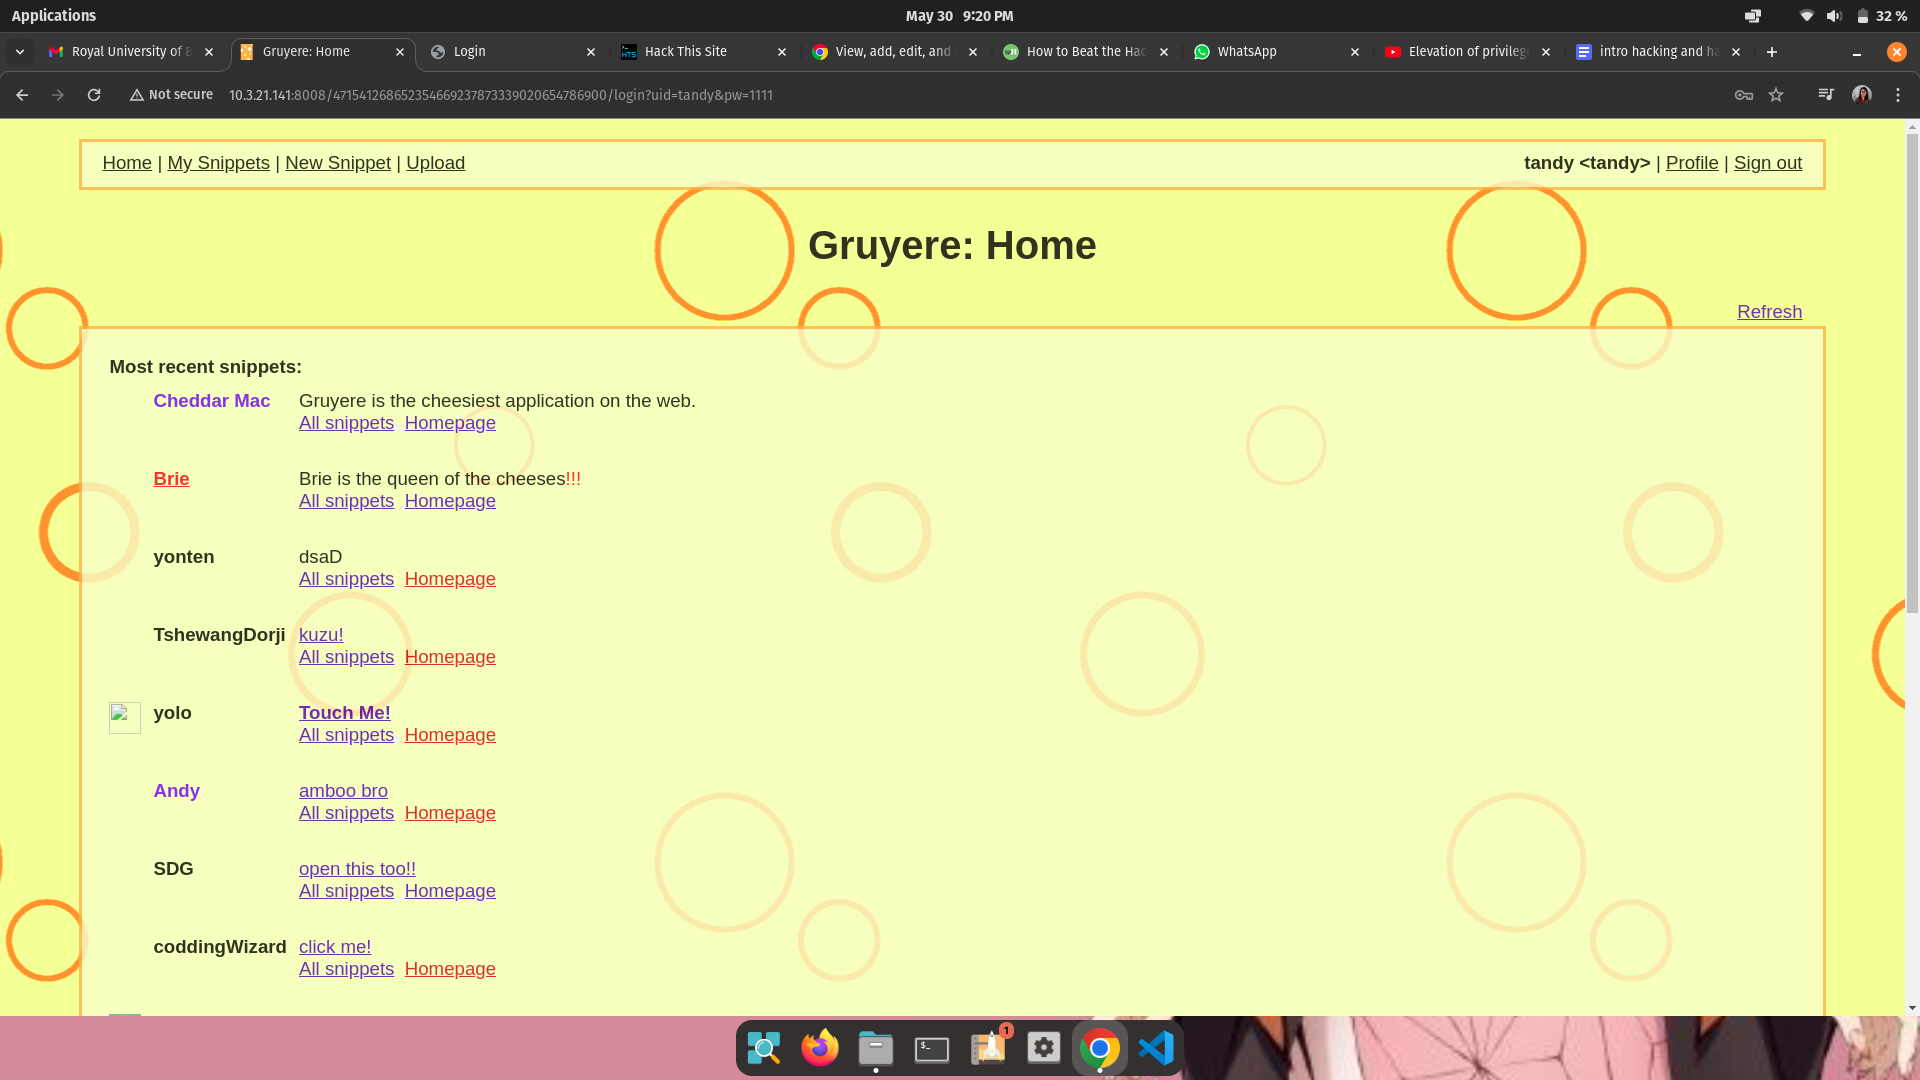 Applications
May 30 9:20 PM
32 %
Royal University of B
Gruyere: Home
Login
Hack This Site
View, add, edit, and
How to Beat the Hac
WhatsApp
Elevation of privileg
intro hacking and ha
Not secure
10.3.21.141:8008/471541268652354669237873339020654786900/login?uid=tandy&pw=1111
Home | My Snippets | New Snippet | Upload
tandy <tandy> | Profile | Sign out
Gruyere: Home
Refresh
Most recent snippets:
Cheddar Mac
Gruyere is the cheesiest application on the web.
All snippets Homepage
Brie
Brie is the queen of the cheeses!!!
All snippets Homepage
yonten
dsaD
All snippets Homepage
TshewangDorji
kuzu!
All snippets Homepage
yolo
Touch Me!
All snippets Homepage
Andy
amboo bro
All snippets Homepage
SDG
open this too!!
All snippets Homepage
coddingWizard
click me!
All snippets Homepage
1